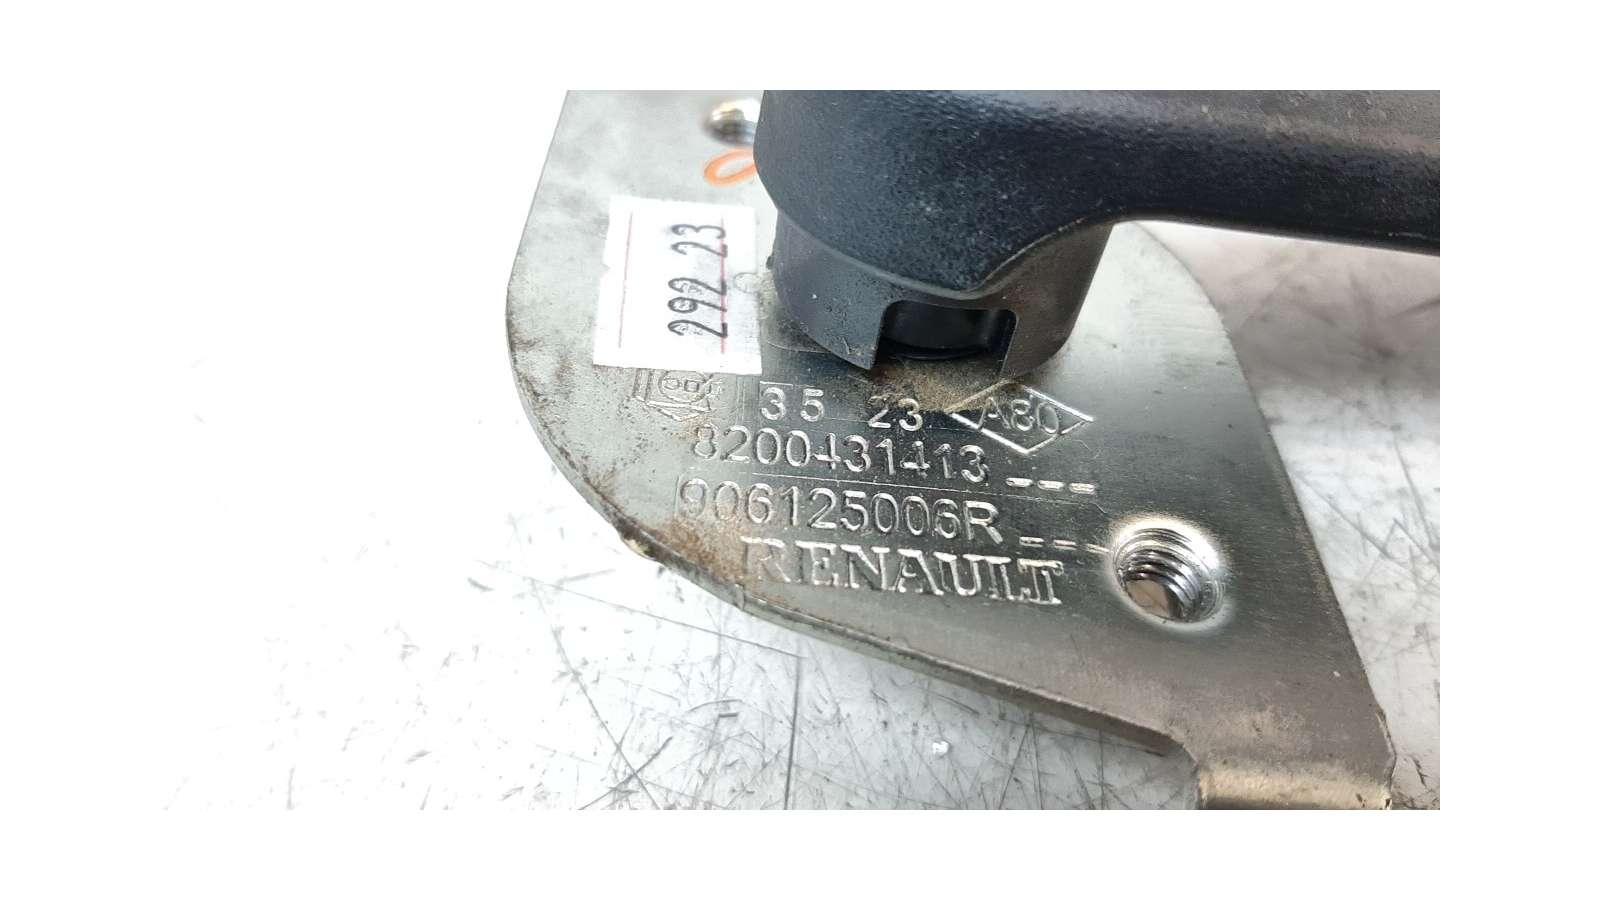 292 23
35 23 A80
8200431413 ---
906125006R ---
RENAULT